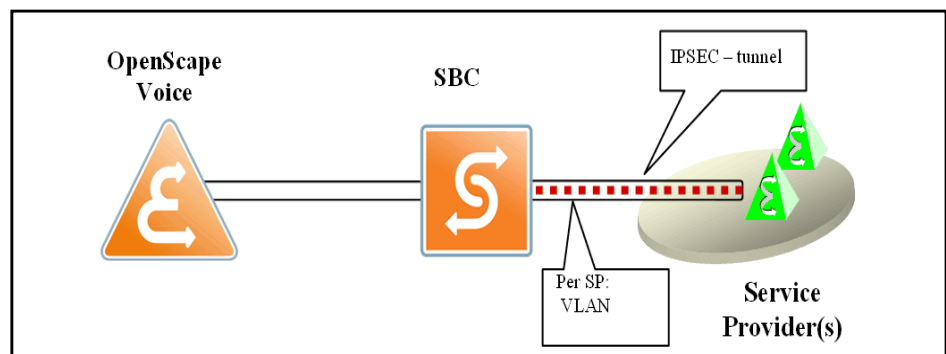 OpenScape
Voice
SBC
IPSEC – tunnel
Per SP:
VLAN
Service
Provider(s)